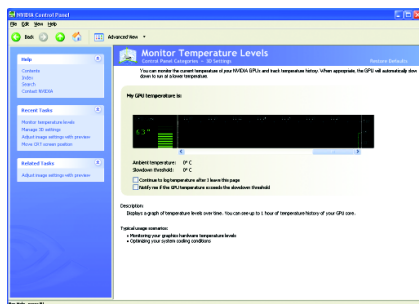 NVIDIA Control Panel
File Edit View Help
Back
Advanced View
Monitor Temperature Levels
Control Panel Categories - 3D Settings
Restore Defaults
Help
Contents
Index
Search
Contact NVIDIA
Recent Tasks
Monitor temperature levels
Manage 3D settings
Adjust image settings with preview
Move CRT screen position
Related Tasks
Adjust image settings with preview
You can monitor the current temperature of your NVIDIA GPUs and track temperature history. When appropriate, the GPU will automatically slow
down to run at a lower temperature.
My GPU temperature is:
63°
Ambient temperature: 0° C
Slowdown threshold: 0° C
Continue to log temperature after I leave this page
Notify me if the GPU temperature exceeds the slowdown threshold
Description:
Displays a graph of temperature levels over time. You can see up to 1 hour of temperature history of your GPU core.
Typical usage scenarios:
• Monitoring your graphics hardware temperature levels
• Optimizing your system cooling conditions
For Help, press F1